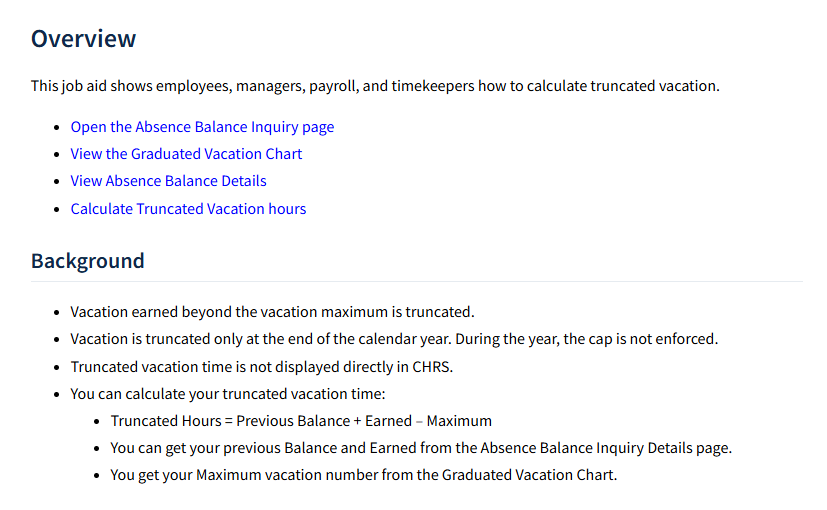 Overview
This job aid shows employees, managers, payroll, and timekeepers how to calculate truncated vacation.
Open the Absence Balance Inquiry page
View the Graduated Vacation Chart
View Absence Balance Details
Calculate Truncated Vacation hours
Background
Vacation earned beyond the vacation maximum is truncated.
Vacation is truncated only at the end of the calendar year. During the year, the cap is not enforced.
Truncated vacation time is not displayed directly in CHRS.
You can calculate your truncated vacation time:
Truncated Hours = Previous Balance + Earned – Maximum
You can get your previous Balance and Earned from the Absence Balance Inquiry Details page.
You get your Maximum vacation number from the Graduated Vacation Chart.